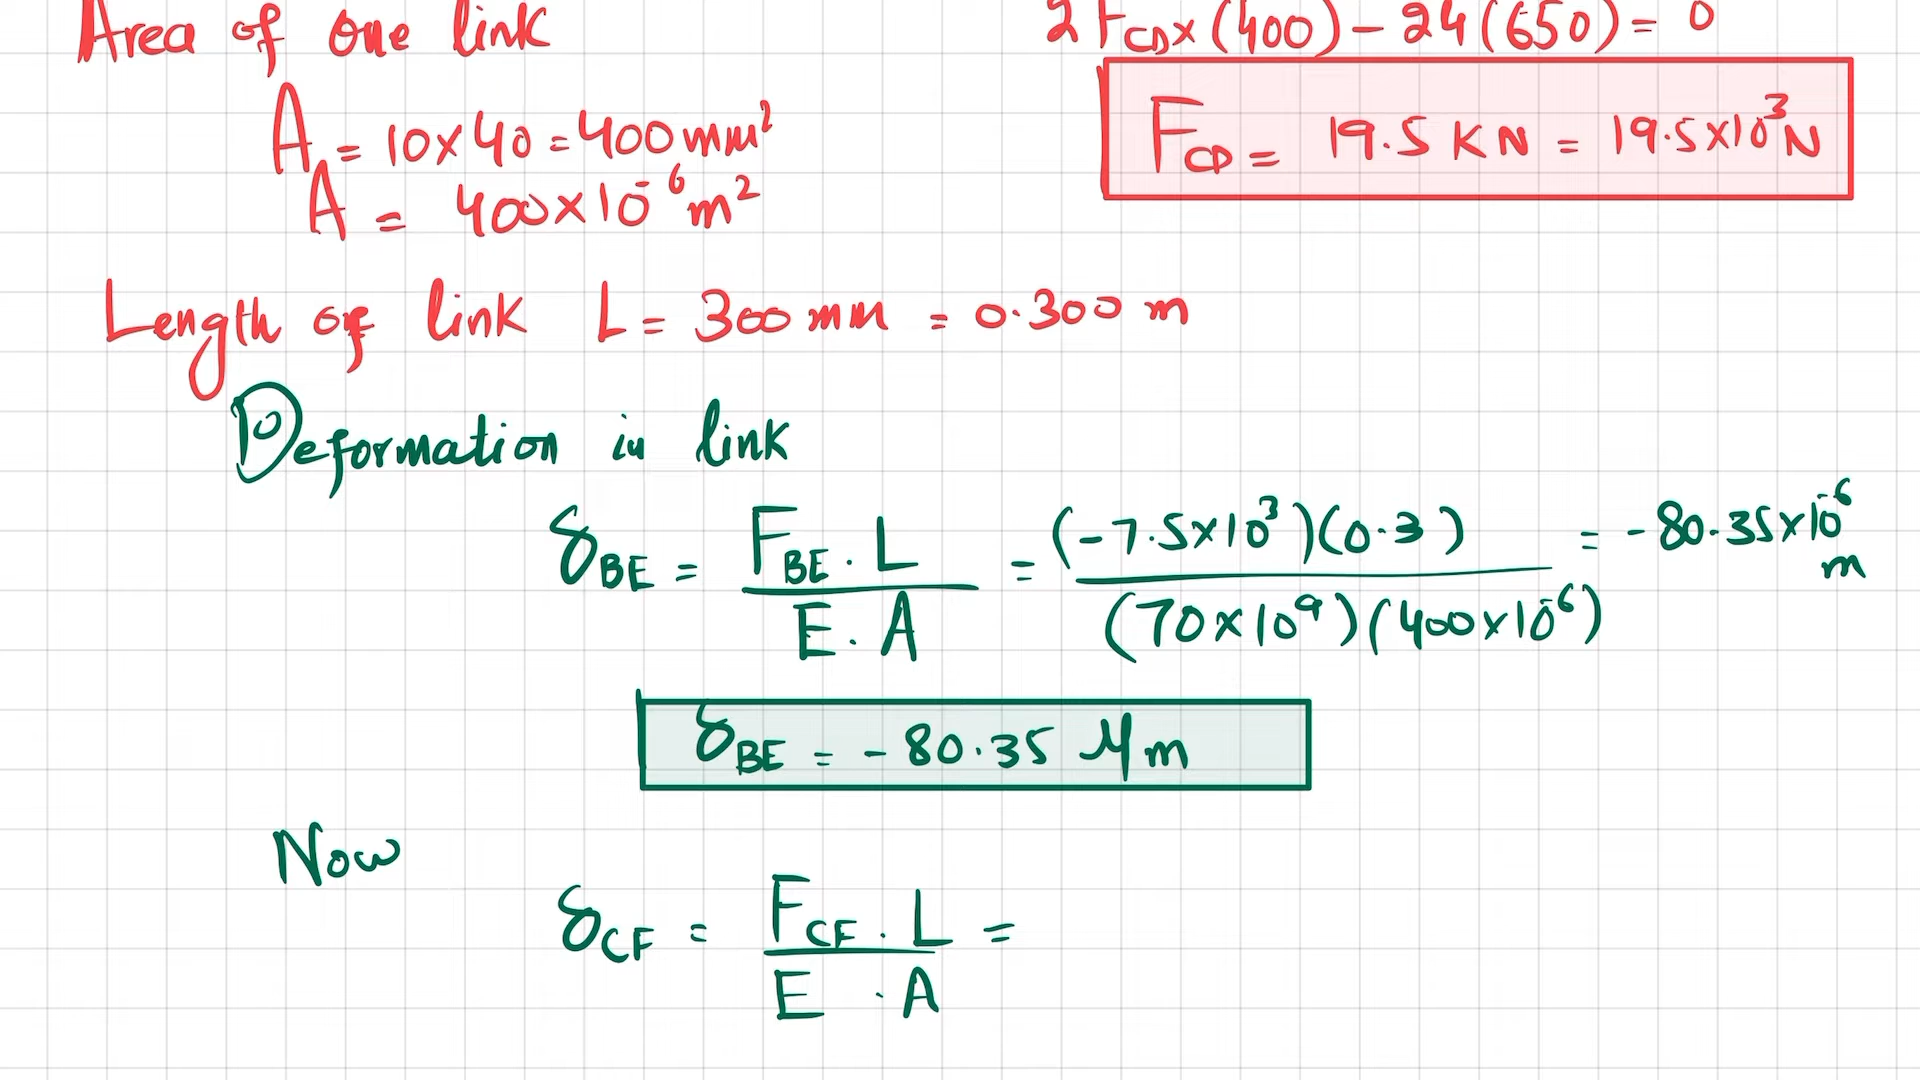 Area of one link
2 FCD × (400) - 24 (650) = 0
A = 10 × 40 = 400 mm²
A = 400 × 10⁻⁶ m²
FCD = 19.5 KN = 19.5 × 10³ N
Length of link L = 300 mm = 0.300 m
Deformation in link
δBE = FBE · L / E · A = (-7.5 × 10³)(0.3) / (70 × 10⁹)(400 × 10⁻⁶) = -80.35 × 10⁻⁶ m
δBE = -80.35 μm
Now
δCF = FCF · L / E · A =